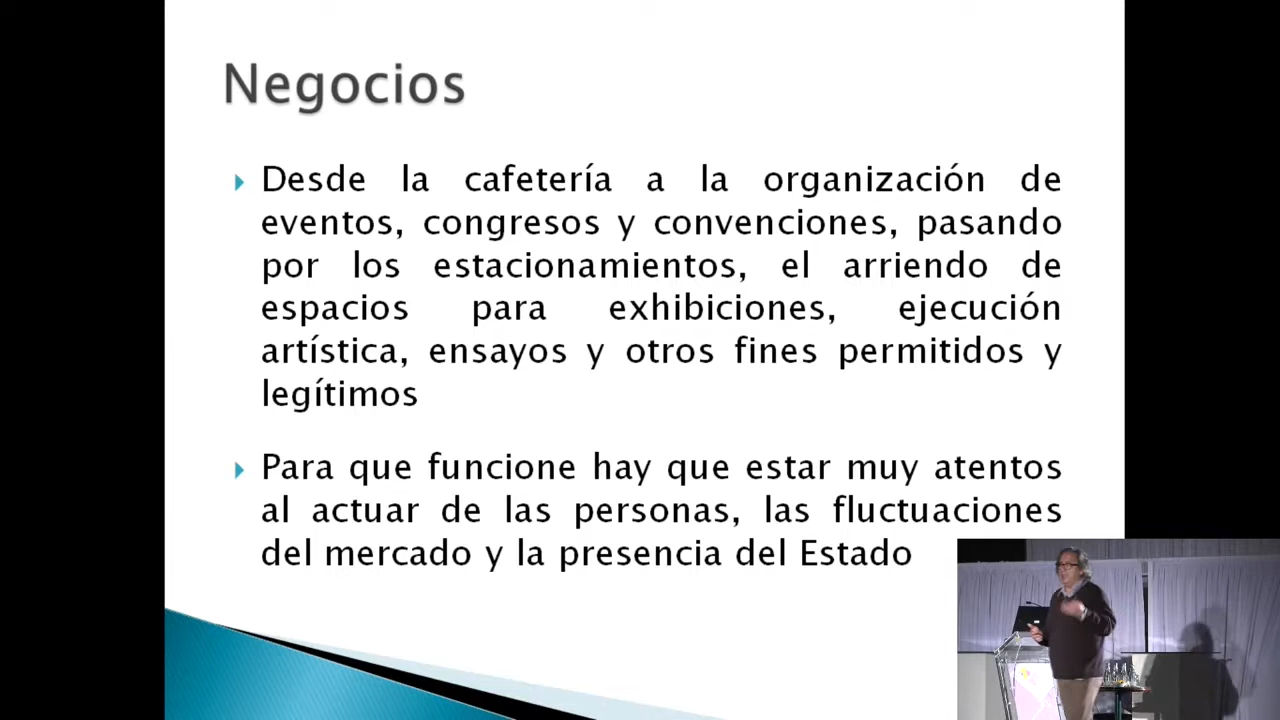 Negocios
Desde la cafetería a la organización de
eventos, congresos y convenciones, pasando
por los estacionamientos, el arriendo de
espacios para exhibiciones, ejecución
artística, ensayos y otros fines permitidos y
legítimos
Para que funcione hay que estar muy atentos
al actuar de las personas, las fluctuaciones
del mercado y la presencia del Estado